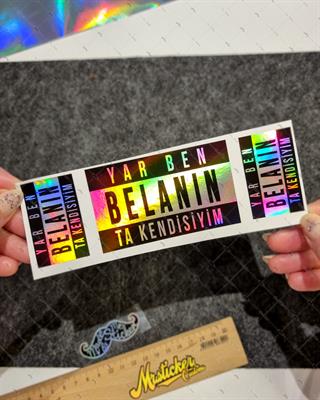 YAR BEN
BELANIN
TA KENDİSİYİM
YAR BEN
BELANIN
TA KENDİSİYİM
YAR BEN
BELANIN
TA KENDİSİYİM
Musticker